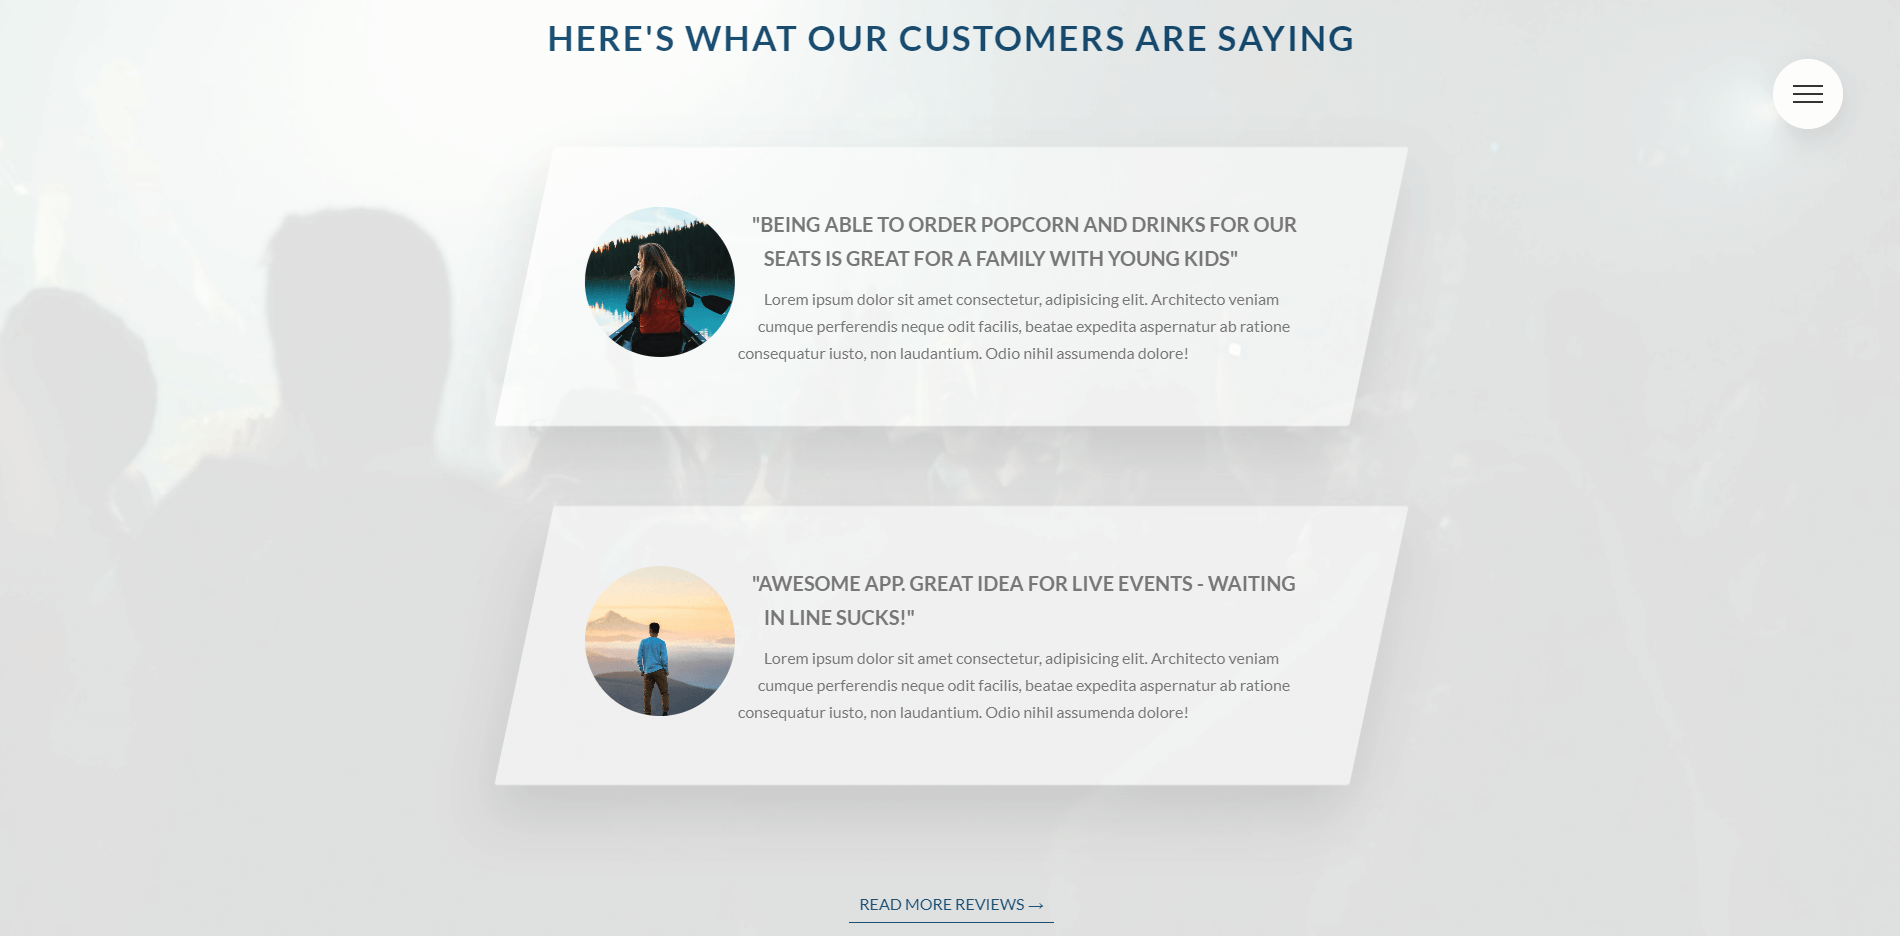 HERE'S WHAT OUR CUSTOMERS ARE SAYING
"BEING ABLE TO ORDER POPCORN AND DRINKS FOR OUR
SEATS IS GREAT FOR A FAMILY WITH YOUNG KIDS"
Lorem ipsum dolor sit amet consectetur, adipisicing elit. Architecto veniam
cumque perferendis neque odit facilis, beatae expedita aspernatur ab ratione
consequatur iusto, non laudantium. Odio nihil assumenda dolore!
"AWESOME APP. GREAT IDEA FOR LIVE EVENTS - WAITING
IN LINE SUCKS!"
Lorem ipsum dolor sit amet consectetur, adipisicing elit. Architecto veniam
cumque perferendis neque odit facilis, beatae expedita aspernatur ab ratione
consequatur iusto, non laudantium. Odio nihil assumenda dolore!
READ MORE REVIEWS →